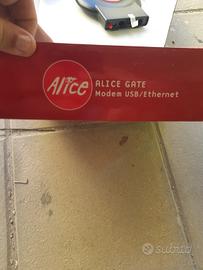 Alice
ALICE GATE
Modem USB/Ethernet
subito